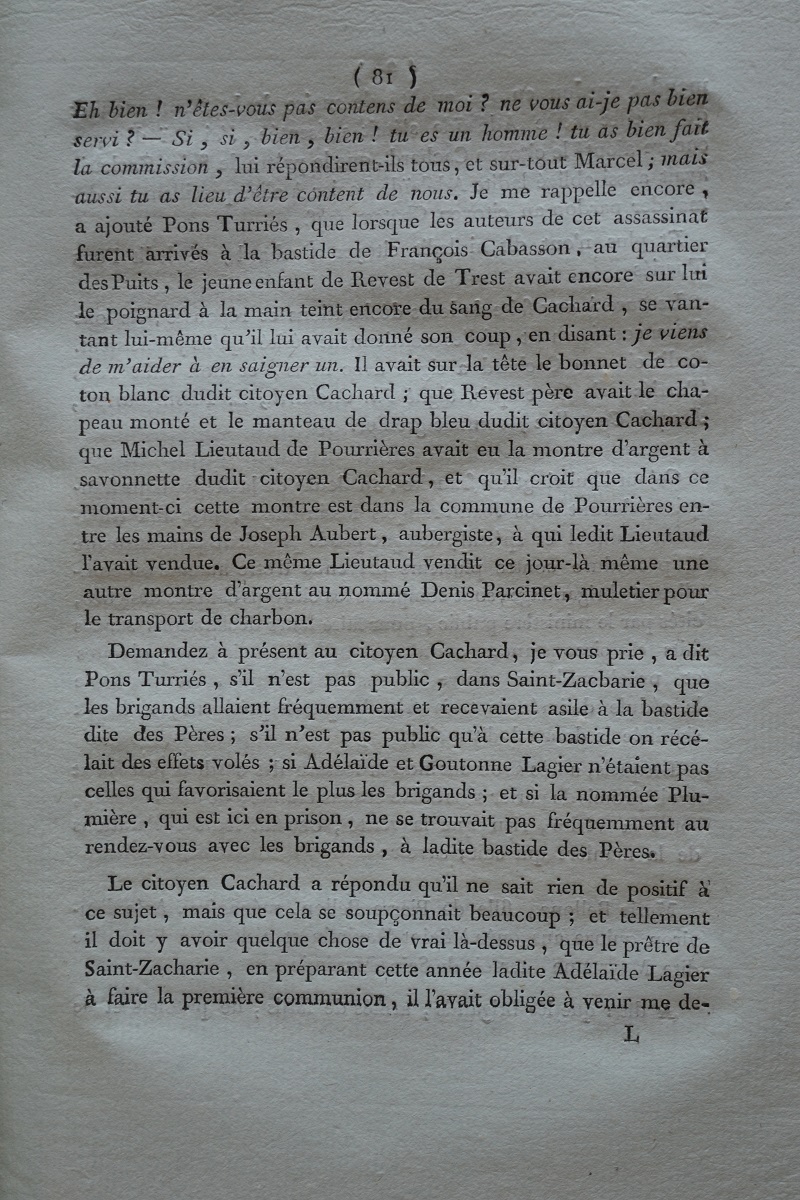 ( 81 )
Eh bien ! n'êtes-vous pas contens de moi ? ne vous ai-je pas bien
servi ? — Si , si , bien , bien ! tu es un homme ! tu as bien fait
la commission , lui répondirent-ils tous, et sur-tout Marcel ; mais
aussi tu as lieu d'être content de nous. Je me rappelle encore ,
a ajouté Pons Turriés , que lorsque les auteurs de cet assassinat
furent arrivés à la bastide de François Cabasson , au quartier
des Puits , le jeune enfant de Revest de Trest avait encore sur lui
le poignard à la main teint encore du sang de Cachard , se van-
tant lui-même qu'il lui avait donné son coup , en disant : je viens
de m'aider à en saigner un. Il avait sur la tête le bonnet de co-
ton blanc dudit citoyen Cachard ; que Revest père avait le cha-
peau monté et le manteau de drap bleu dudit citoyen Cachard ;
que Michel Lieutaud de Pourrières avait eu la montre d'argent à
savonnette dudit citoyen Cachard , et qu'il croit que dans ce
moment-ci cette montre est dans la commune de Pourrières en-
tre les mains de Joseph Aubert , aubergiste, à qui ledit Lieutaud
l'avait vendue. Ce même Lieutaud vendit ce jour-là même une
autre montre d'argent au nommé Denis Parcinet, muletier pour
le transport de charbon.
Demandez à présent au citoyen Cachard, je vous prie , a dit
Pons Turriés , s'il n'est pas public , dans Saint-Zacbarie , que
les brigands allaient fréquemment et recevaient asile à la bastide
dite des Pères ; s'il n'est pas public qu'à cette bastide on récé-
lait des effets volés ; si Adélaïde et Goutonne Lagier n'étaient pas
celles qui favorisaient le plus les brigands ; et si la nommée Plu-
mière , qui est ici en prison , ne se trouvait pas fréquemment au
rendez-vous avec les brigands , à ladite bastide des Pères.
Le citoyen Cachard a répondu qu'il ne sait rien de positif à
ce sujet , mais que cela se soupçonnait beaucoup ; et tellement
il doit y avoir quelque chose de vrai là-dessus , que le prêtre de
Saint-Zacharie , en préparant cette année ladite Adélaïde Lagier
à faire la première communion , il l'avait obligée à venir me de-
L